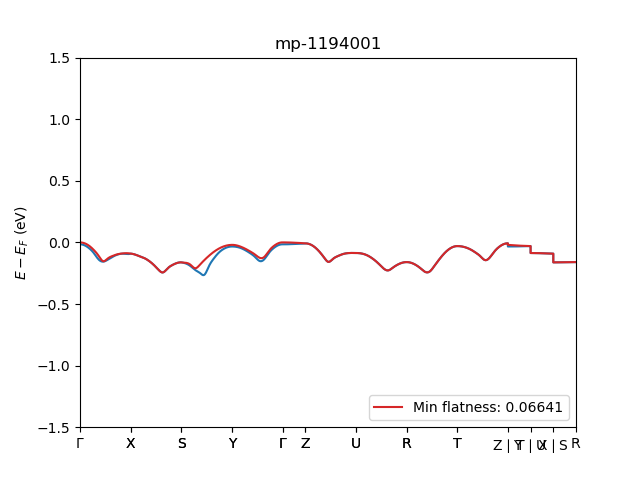 mp-1194001
E − E_F (eV)
1.5
1.0
0.5
0.0
−0.5
−1.0
−1.5
Min flatness: 0.06641
Γ X S Y Γ Z U R T Z|Y T|U X|S R